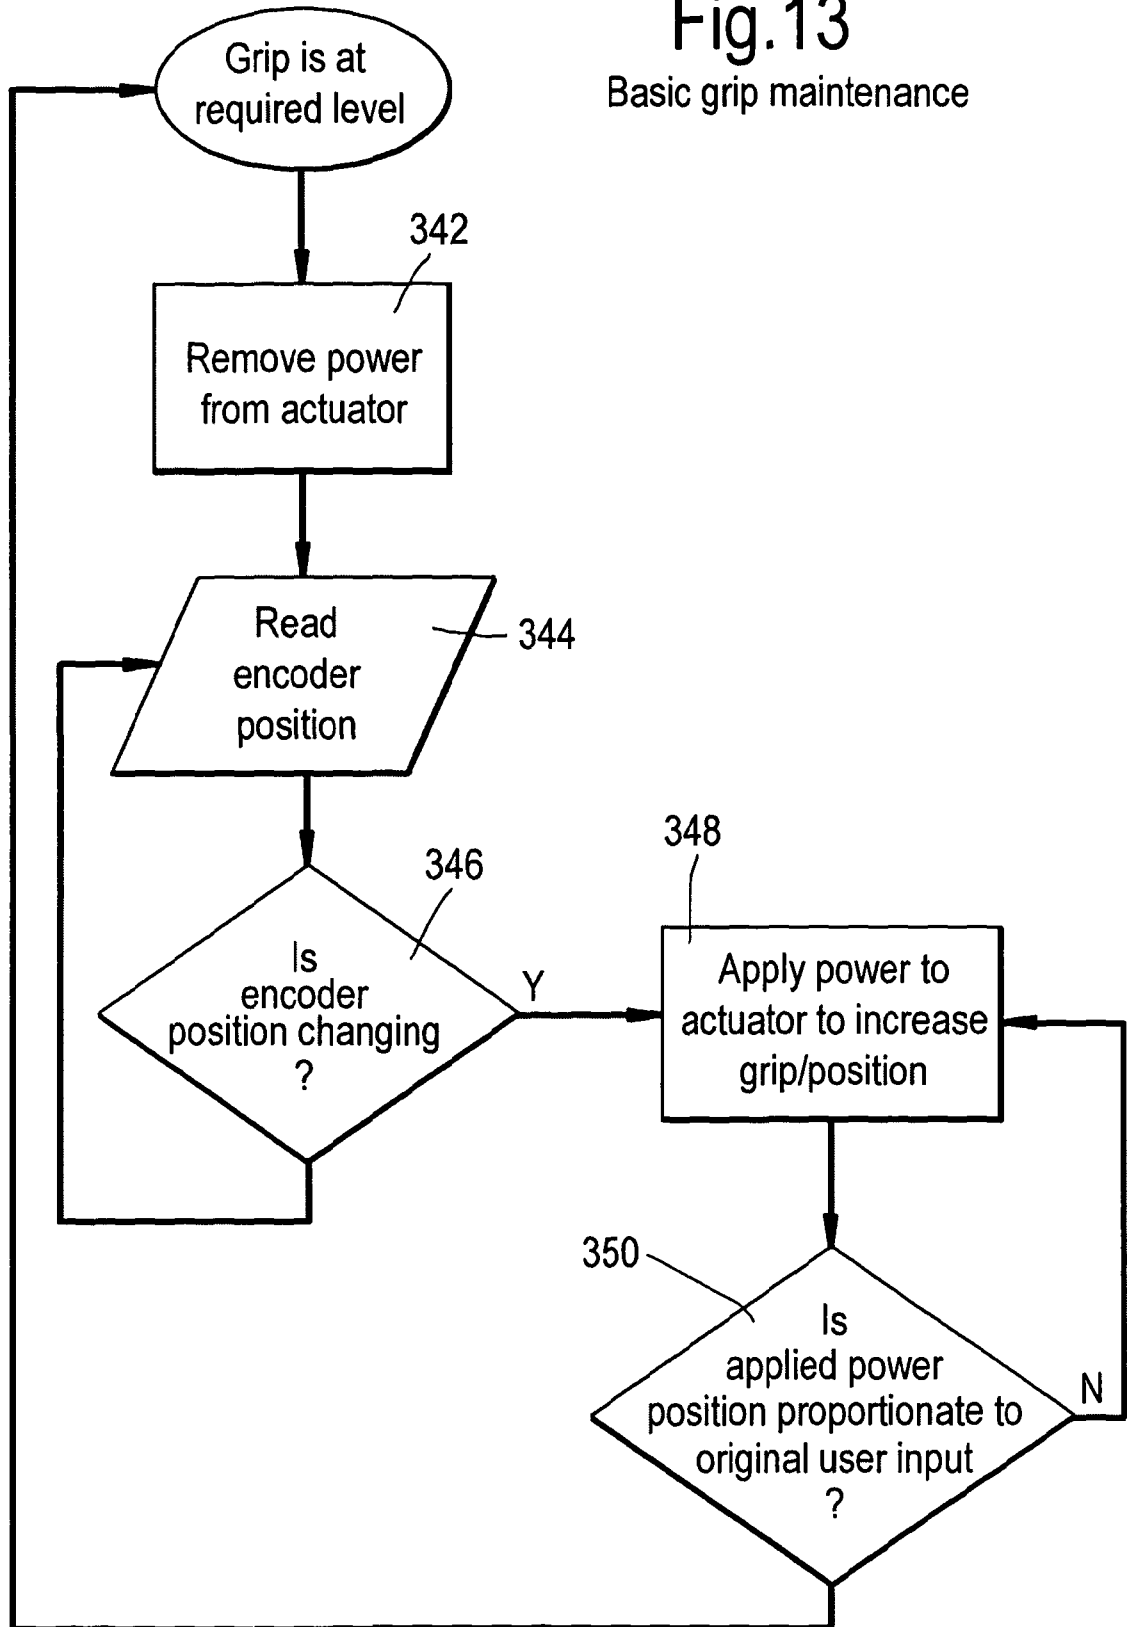 Fig.13
Basic grip maintenance
Grip is at
required level
342
Remove power
from actuator
Read
encoder
position
344
346
Is
encoder
position changing
?
Y
348
Apply power to
actuator to increase
grip/position
350
Is
applied power
position proportionate to
original user input
?
N